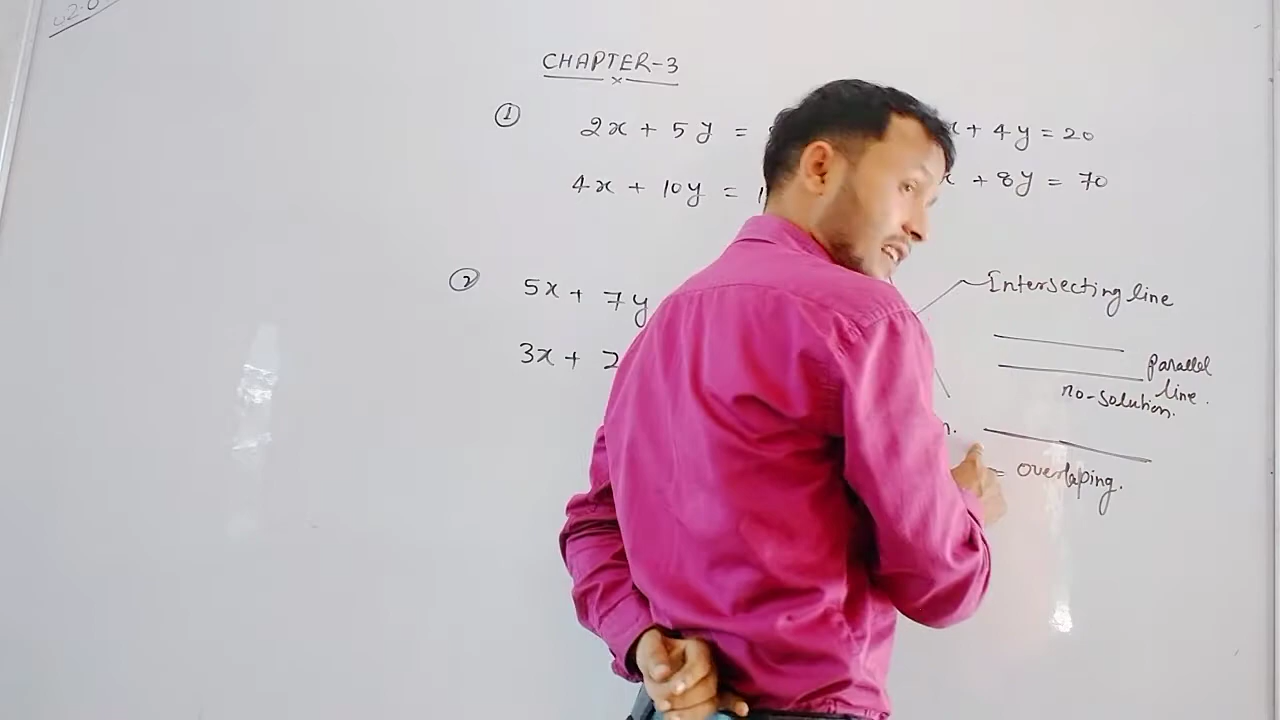 CHAPTER-3
① 2x + 5y =
x + 4y = 20
4x + 10y = 1
x + 8y = 70
② 5x + 7y
3x + 2
Intersecting line
parallel
line.
no-solution.
n.
= overlaping.